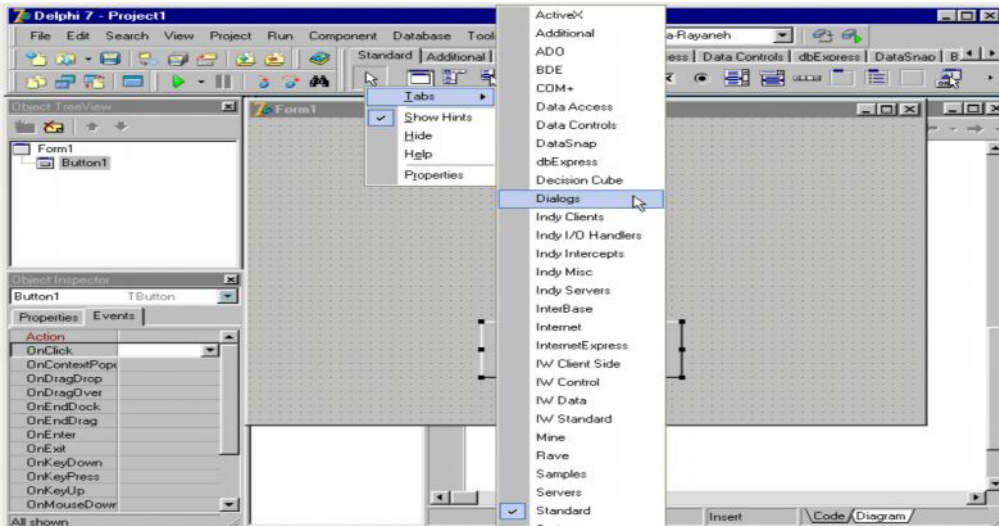 Delphi 7 - Project1
File Edit Search View Project Run Component Database
a-Rayaneh
Standard Additional
Data Controls dbExpress DataSnap B
Object TreeView
Form1
Button1
Form1
Tabs
Show Hints
Hide
Help
Properties
ActiveX
Additional
ADO
BDE
COM+
Data Access
Data Controls
DataSnap
dbExpress
Decision Cube
Dialogs
Indy Clients
Indy I/O Handlers
Indy Intercepts
Indy Misc
Indy Servers
InterBase
Internet
InternetExpress
IW Client Side
IW Control
IW Data
IW Standard
Mine
Rave
Samples
Servers
Standard
Object Inspector
Button1 TButton
Properties Events
Action
OnClick
OnContextPopu
OnDragDrop
OnDragOver
OnEndDock
OnEndDrag
OnEnter
OnExit
OnKeyDown
OnKeyPress
OnKeyUp
OnMouseDowr
All shown
Insert
Code Diagram